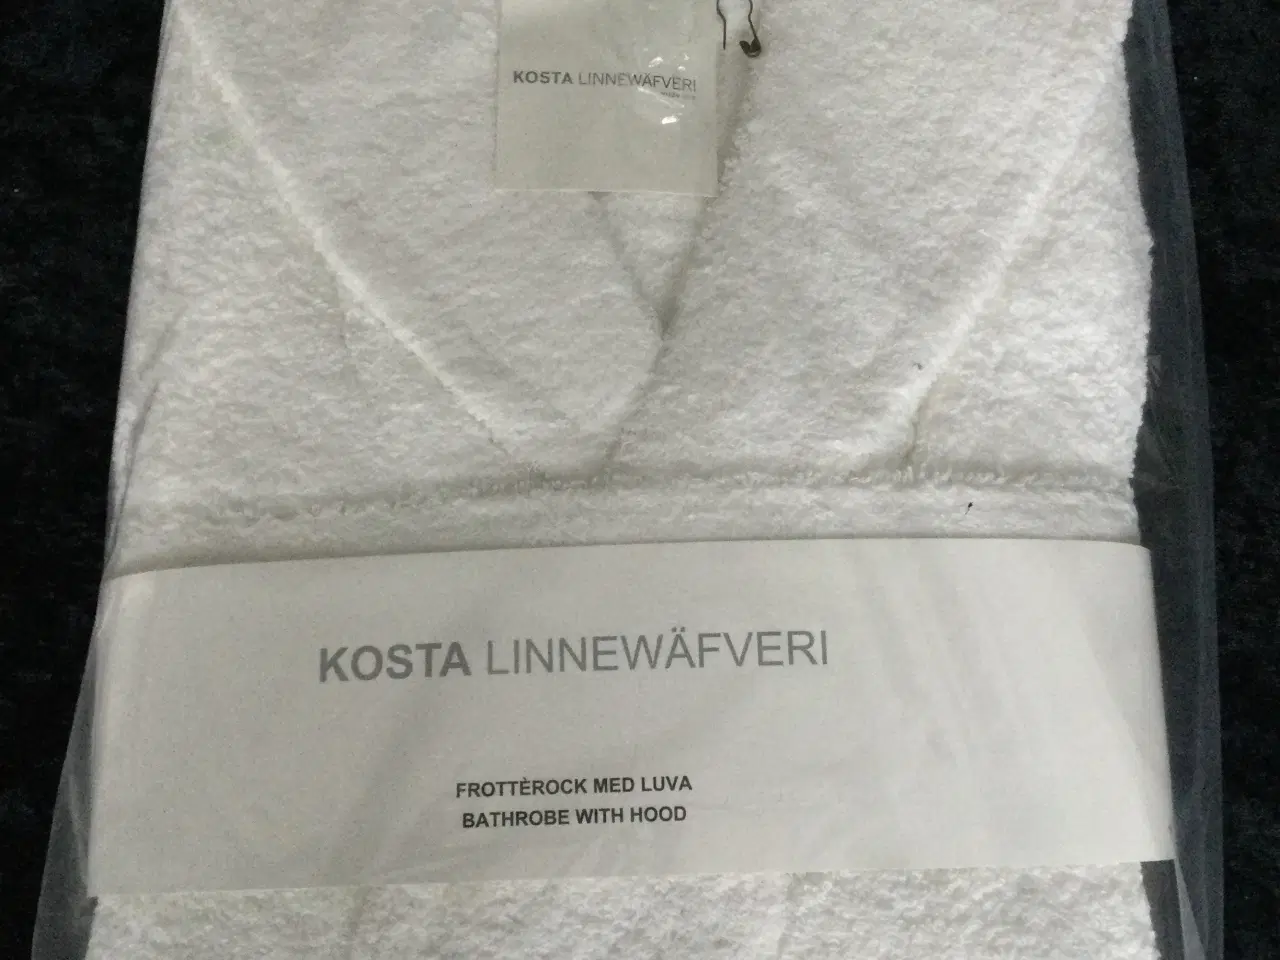 KOSTA LINNEWÄFVERI
KOSTA LINNEWÄFVERI
FROTTÈROCK MED LUVA
BATHROBE WITH HOOD